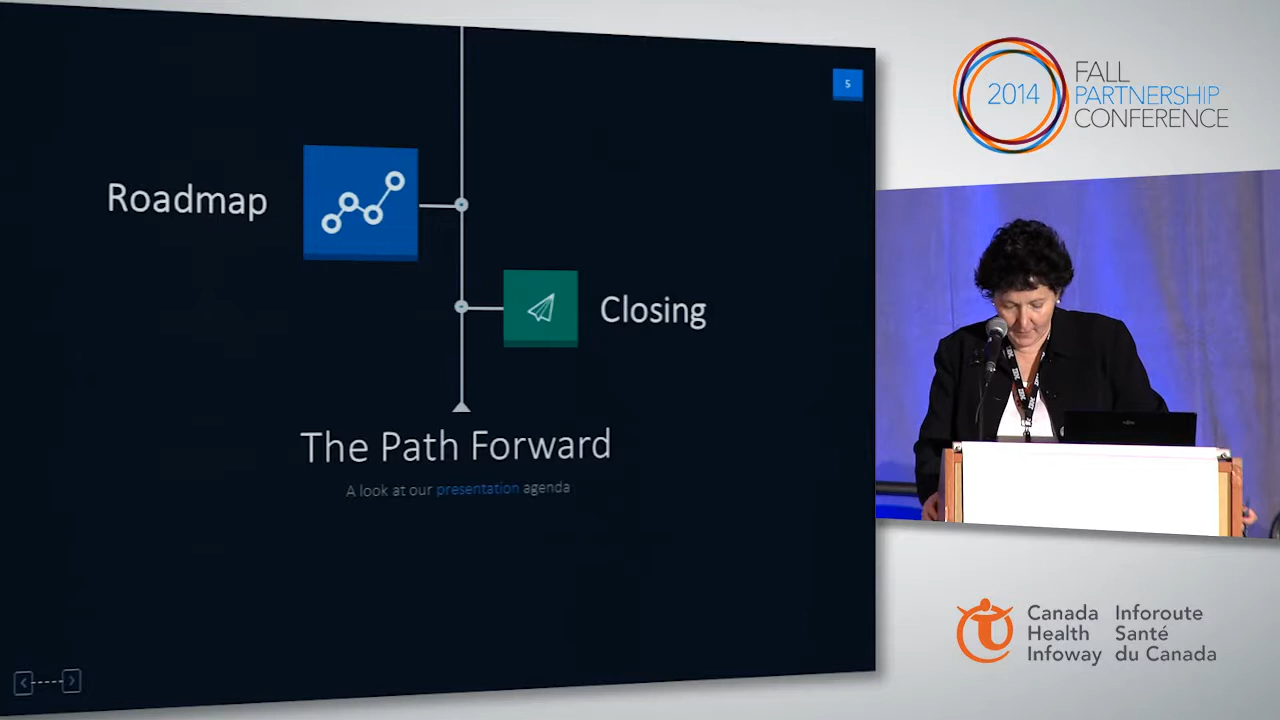 5
Roadmap
Closing
The Path Forward
A look at our presentation agenda
2014
FALL
PARTNERSHIP
CONFERENCE
Canada Health Infoway
Inforoute Santé du Canada